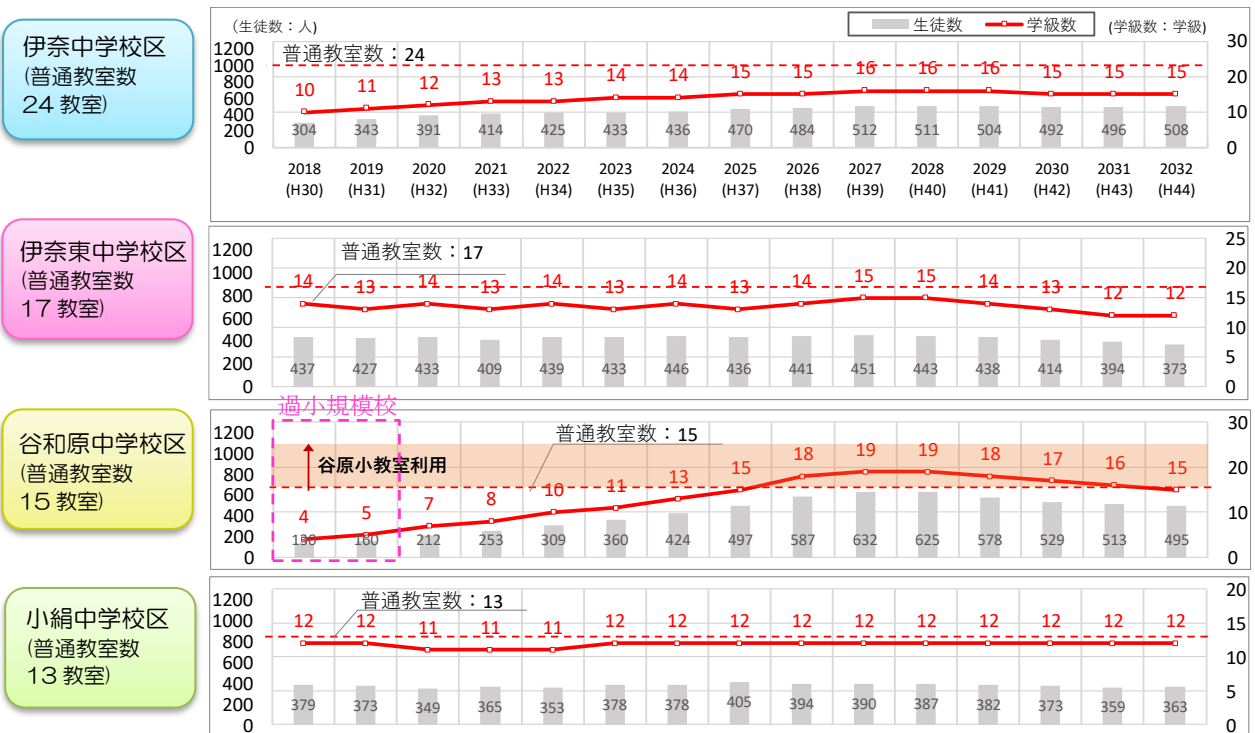 伊奈中学校区
(普通教室数
24 教室)
（生徒数：人）
生徒数
学級数
(学級数：学級)
普通教室数：24
1200
1000
800
600
400
200
0
30
20
10
0
10 11 12 13 13 14 14 15 15 16 16 16 15 15 15
304 343 391 414 425 433 436 470 484 512 511 504 492 496 508
2018 2019 2020 2021 2022 2023 2024 2025 2026 2027 2028 2029 2030 2031 2032
(H30) (H31) (H32) (H33) (H34) (H35) (H36) (H37) (H38) (H39) (H40) (H41) (H42) (H43) (H44)
伊奈東中学校区
(普通教室数
17 教室)
普通教室数：17
1200
1000
800
600
400
200
0
25
20
15
10
5
0
14 13 14 13 14 13 14 13 14 15 15 14 13 12 12
437 427 433 409 439 433 446 436 441 451 443 438 414 394 373
谷和原中学校区
(普通教室数
15 教室)
過小規模校
普通教室数：15
谷原小教室利用
1200
1000
800
600
400
200
0
30
20
10
0
4 5 7 8 10 11 13 15 18 19 19 18 17 16 15
160 212 253 309 360 424 497 587 632 625 578 529 513 495
小絹中学校区
(普通教室数
13 教室)
普通教室数：13
1200
1000
800
600
400
200
0
20
15
10
5
0
12 12 11 11 11 12 12 12 12 12 12 12 12 12 12
379 373 349 365 353 378 378 405 394 390 387 382 373 359 363